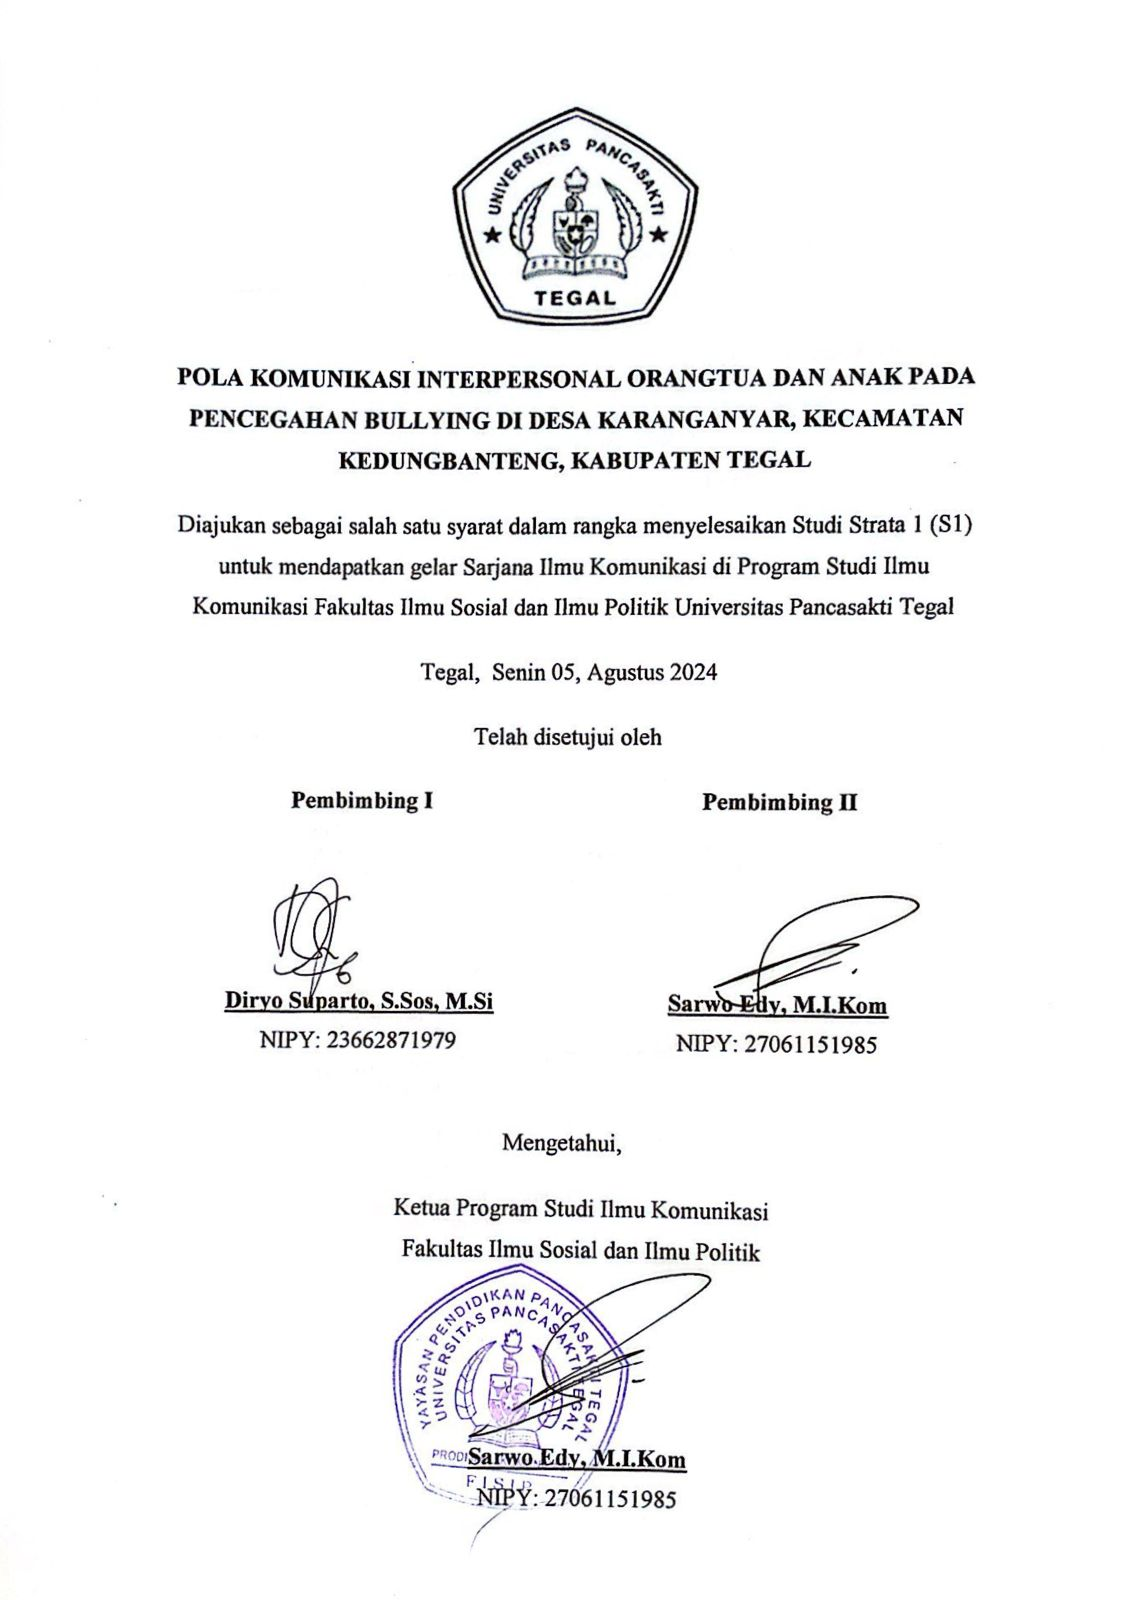 UNIVERSITAS PANCASAKTI
TEGAL
POLA KOMUNIKASI INTERPERSONAL ORANGTUA DAN ANAK PADA
PENCEGAHAN BULLYING DI DESA KARANGANYAR, KECAMATAN
KEDUNGBANTENG, KABUPATEN TEGAL
Diajukan sebagai salah satu syarat dalam rangka menyelesaikan Studi Strata 1 (S1)
untuk mendapatkan gelar Sarjana Ilmu Komunikasi di Program Studi Ilmu
Komunikasi Fakultas Ilmu Sosial dan Ilmu Politik Universitas Pancasakti Tegal
Tegal, Senin 05, Agustus 2024
Telah disetujui oleh
Pembimbing I
Pembimbing II
Diryo Suparto, S.Sos, M.Si
Sarwo Edy, M.I.Kom
NIPY: 23662871979
NIPY: 27061151985
Mengetahui,
Ketua Program Studi Ilmu Komunikasi
Fakultas Ilmu Sosial dan Ilmu Politik
YAYASAN PENDIDIKAN PANCASAKTI TEGAL
UNIVERSITAS PANCASAKTI TEGAL
PRODI
Sarwo Edy, M.I.Kom
FISIP
NIPY: 27061151985